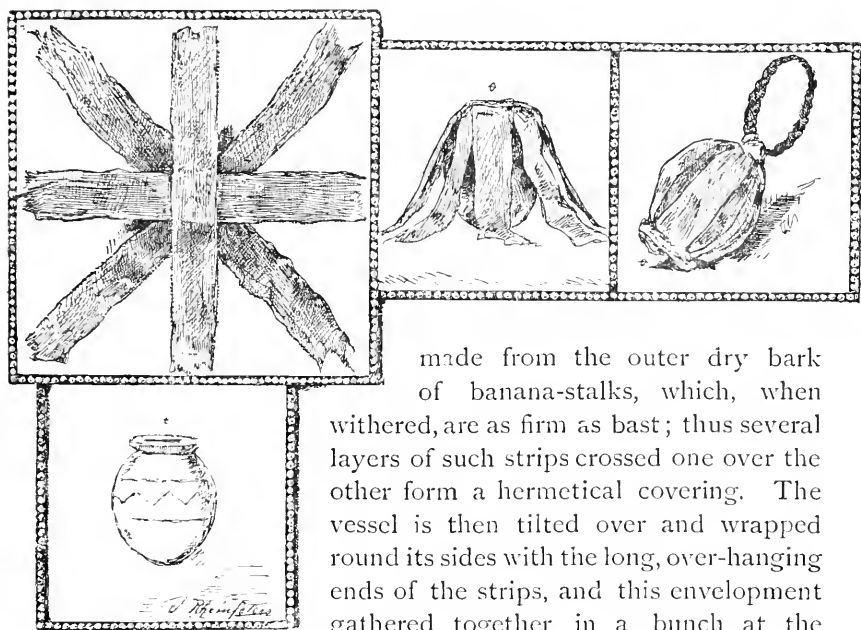 made from the outer dry bark
of banana-stalks, which, when
withered, are as firm as bast; thus several
layers of such strips crossed one over the
other form a hermetical covering. The
vessel is then tilted over and wrapped
round its sides with the long, over-hanging
ends of the strips, and this envelopment
gathered together in a bunch at the